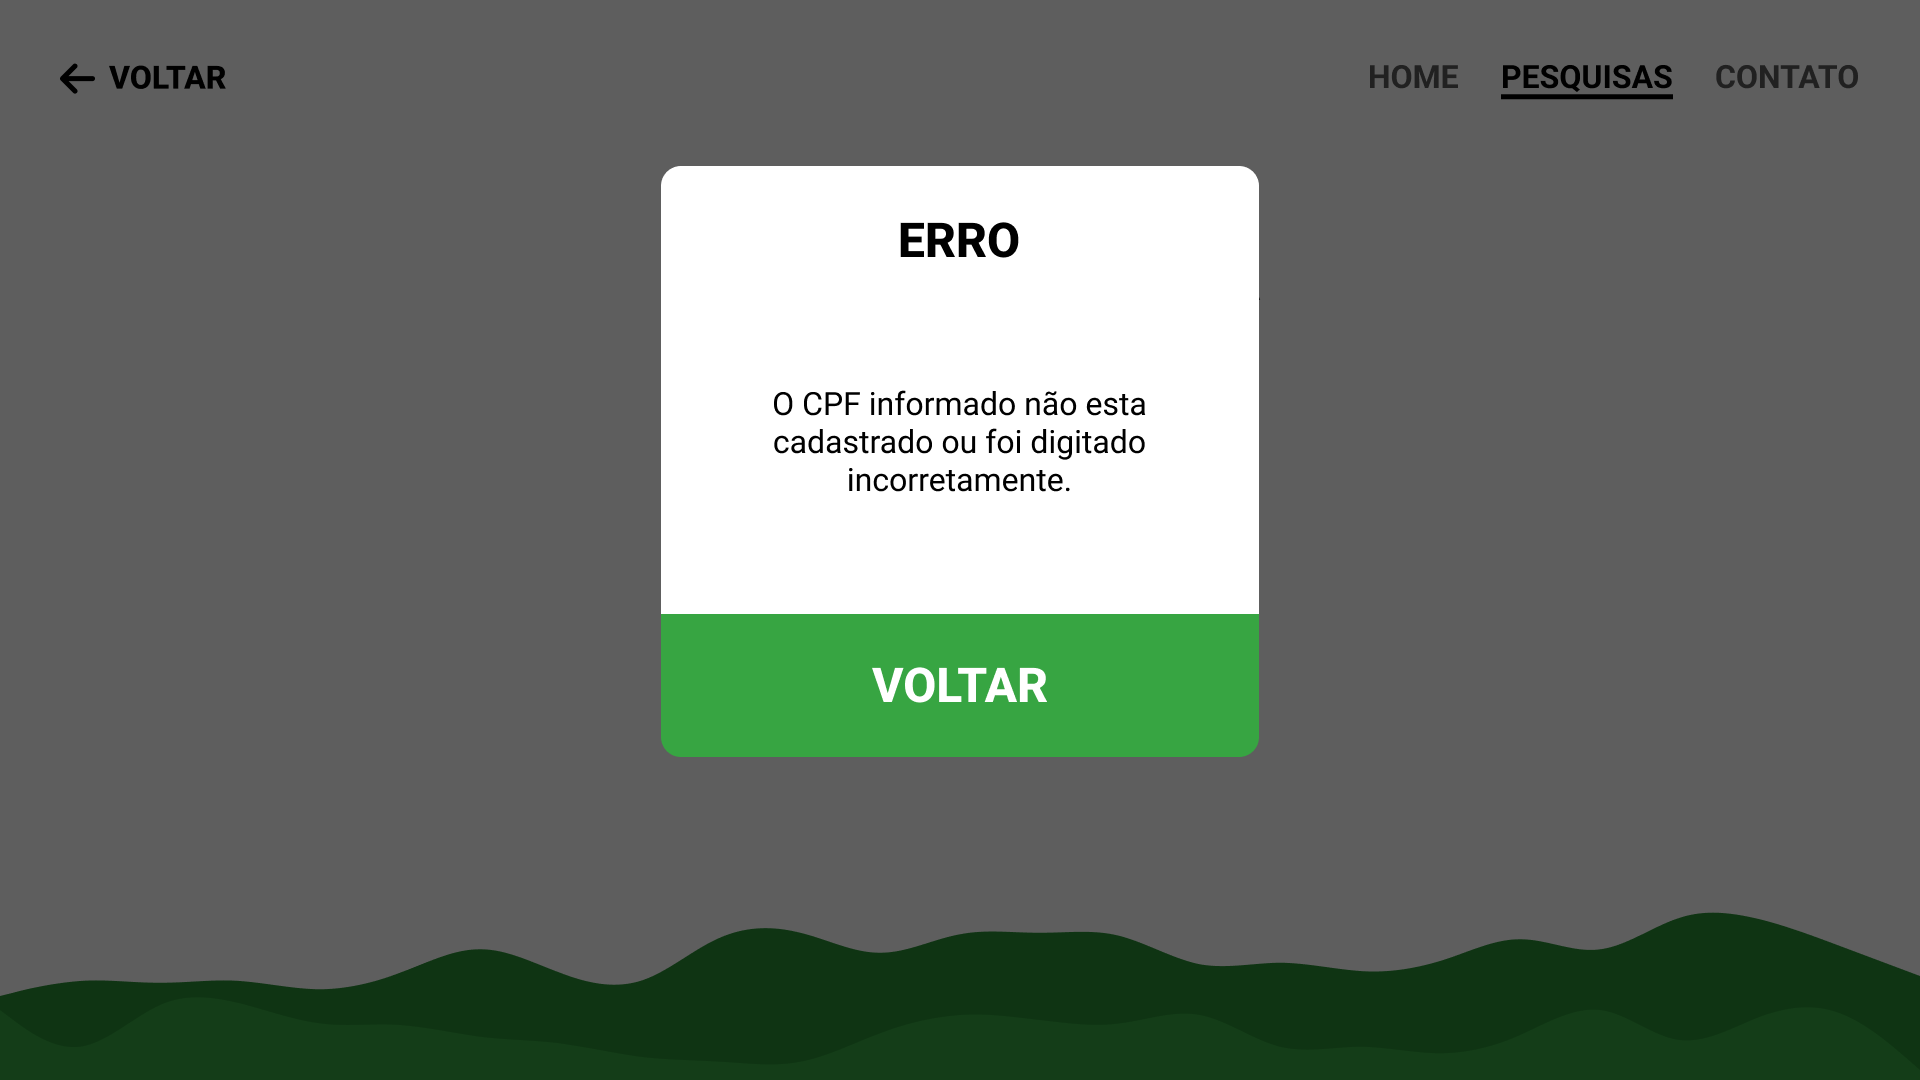 VOLTAR
HOME PESQUISAS CONTATO
ERRO
O CPF informado não esta
cadastrado ou foi digitado
incorretamente.
VOLTAR